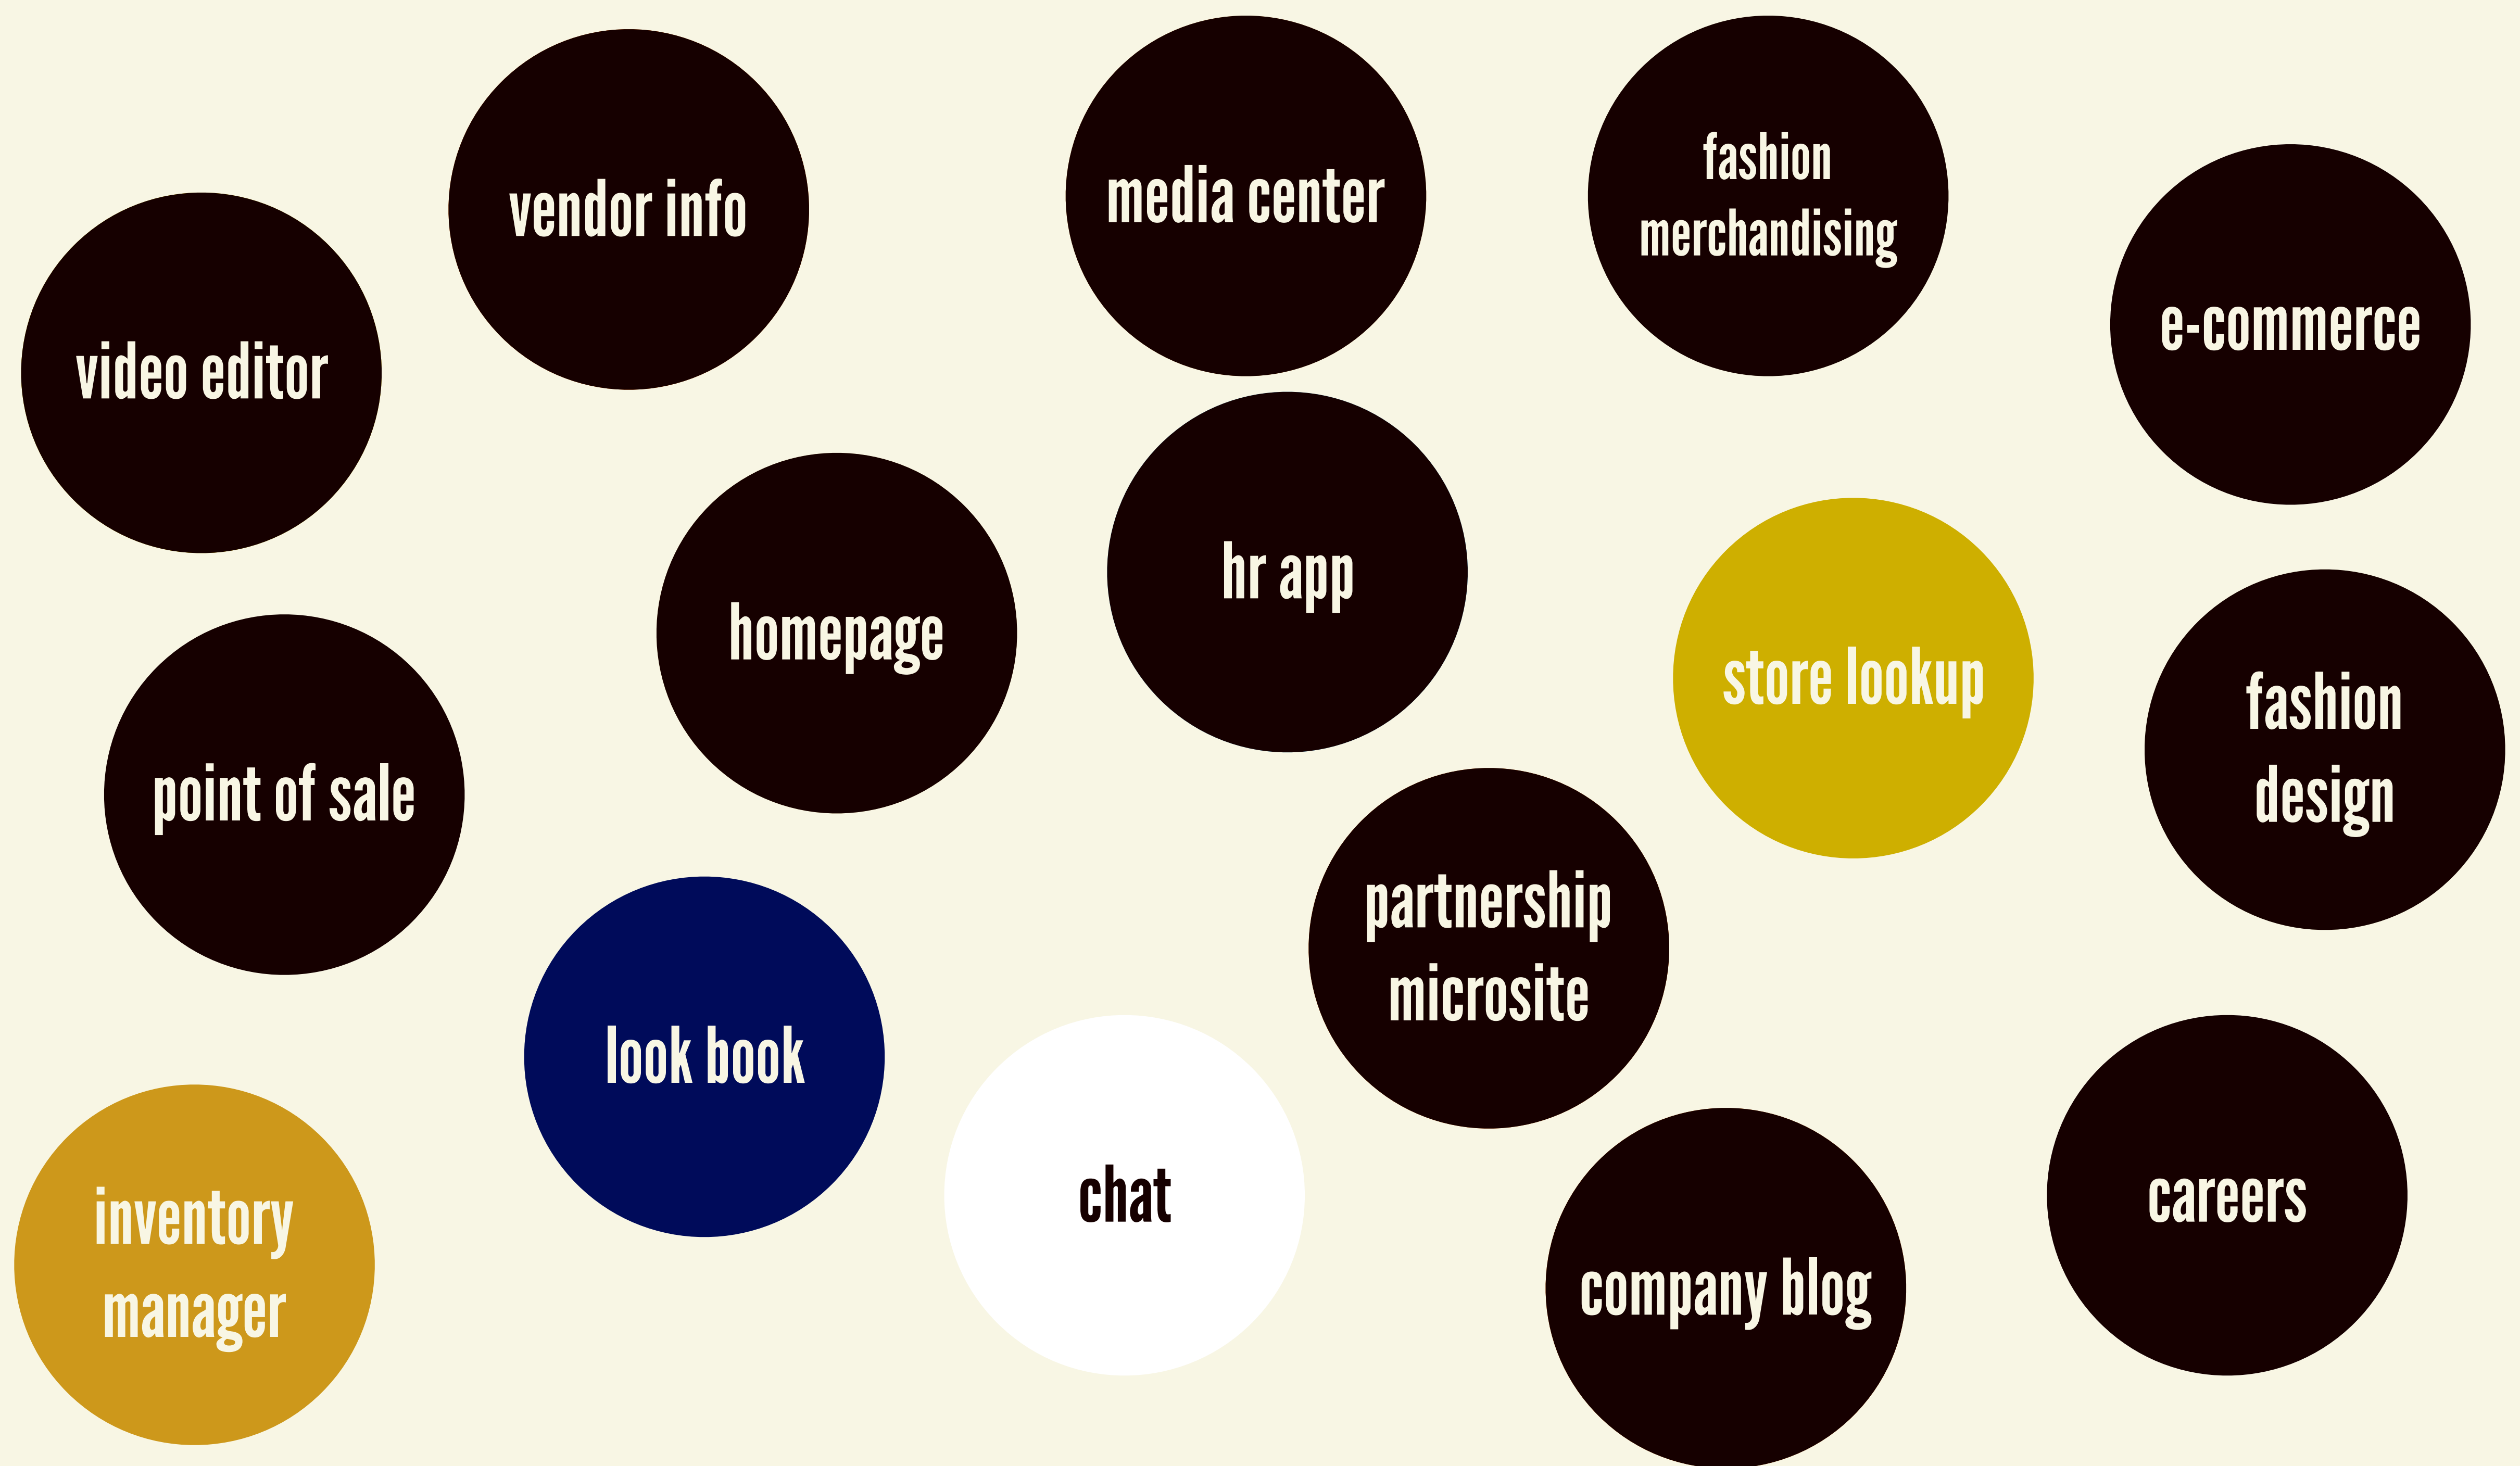 vendor info
media center
fashion
merchandising
e-commerce
video editor
homepage
hr app
store lookup
fashion
design
point of sale
partnership
microsite
look book
chat
careers
inventory
manager
company blog